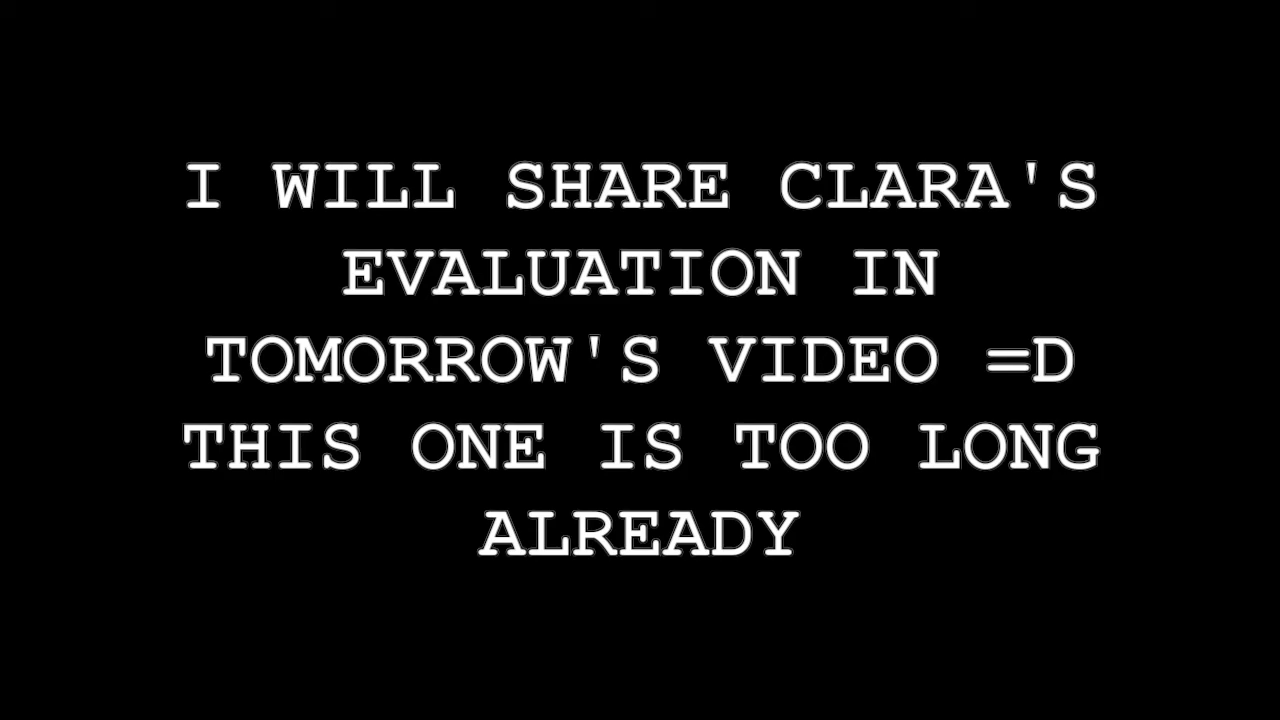 I WILL SHARE CLARA'S
EVALUATION IN
TOMORROW'S VIDEO =D
THIS ONE IS TOO LONG
ALREADY